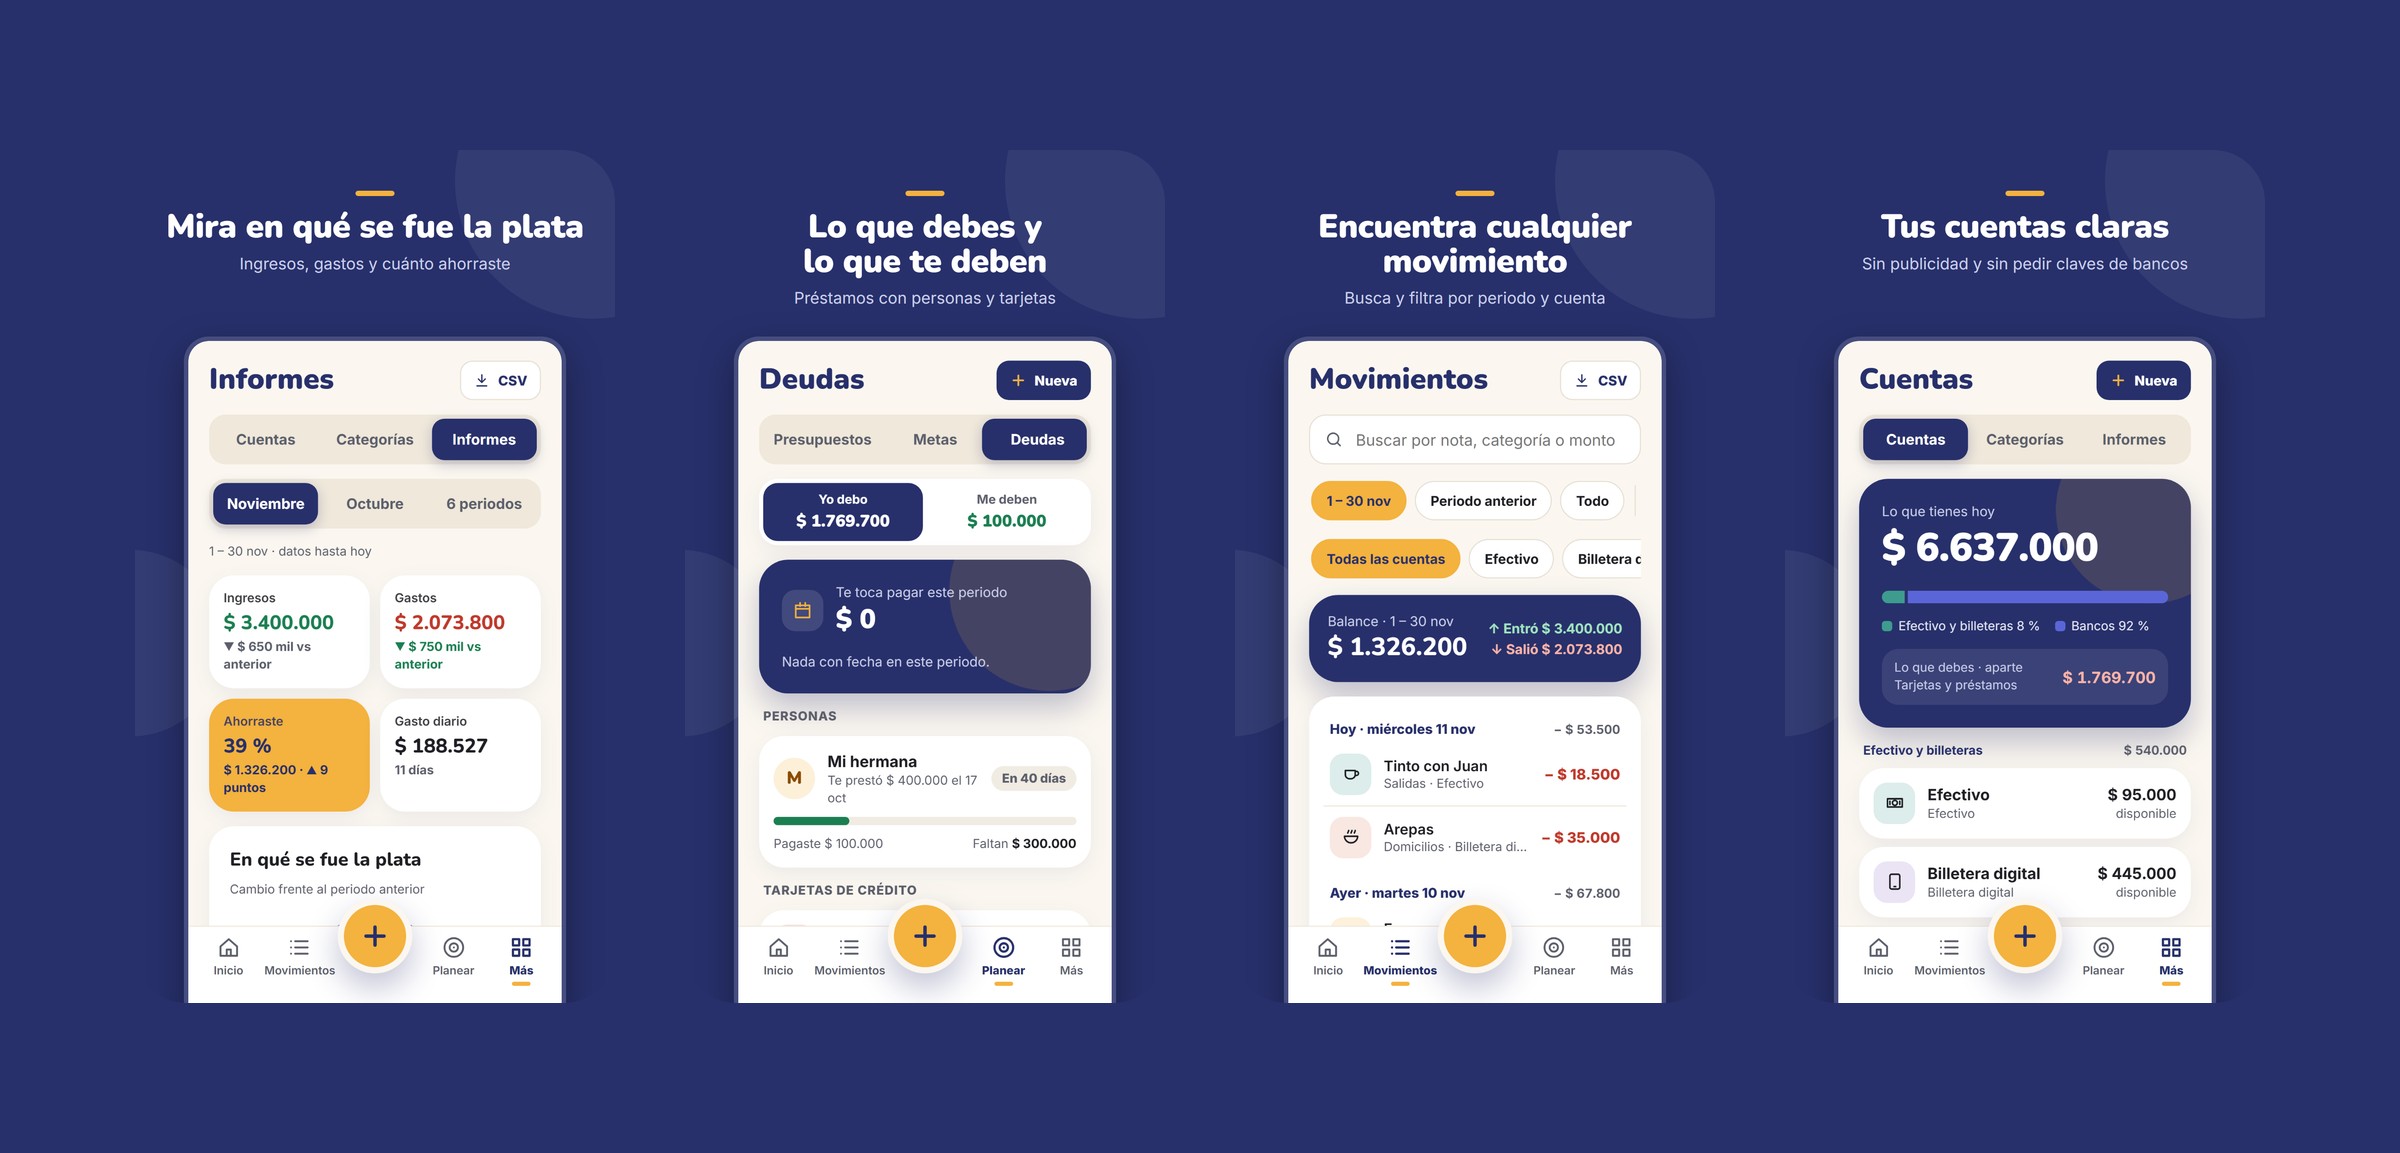 Mira en qué se fue la plata
Ingresos, gastos y cuánto ahorraste
Informes
CSV
Cuentas Categorías Informes
Noviembre Octubre 6 periodos
1 – 30 nov · datos hasta hoy
Ingresos
$ 3.400.000
▼ $ 650 mil vs
anterior
Gastos
$ 2.073.800
▼ $ 750 mil vs
anterior
Ahorraste
39 %
$ 1.326.200 · ▲ 9
puntos
Gasto diario
$ 188.527
11 días
En qué se fue la plata
Cambio frente al periodo anterior
Inicio Movimientos Planear Más
Lo que debes y
lo que te deben
Préstamos con personas y tarjetas
Deudas
+ Nueva
Presupuestos Metas Deudas
Yo debo
$ 1.769.700
Me deben
$ 100.000
Te toca pagar este periodo
$ 0
Nada con fecha en este periodo.
PERSONAS
M
Mi hermana
Te prestó $ 400.000 el 17
oct
En 40 días
Pagaste $ 100.000 Faltan $ 300.000
TARJETAS DE CRÉDITO
Inicio Movimientos Planear Más
Encuentra cualquier
movimiento
Busca y filtra por periodo y cuenta
Movimientos
CSV
Buscar por nota, categoría o monto
1 – 30 nov Periodo anterior Todo
Todas las cuentas Efectivo Billetera
Balance · 1 – 30 nov
$ 1.326.200
↑ Entró $ 3.400.000
↓ Salió $ 2.073.800
Hoy · miércoles 11 nov – $ 53.500
Tinto con Juan
Salidas · Efectivo
– $ 18.500
Arepas
Domicilios · Billetera di...
– $ 35.000
Ayer · martes 10 nov – $ 67.800
Inicio Movimientos Planear Más
Tus cuentas claras
Sin publicidad y sin pedir claves de bancos
Cuentas
+ Nueva
Cuentas Categorías Informes
Lo que tienes hoy
$ 6.637.000
Efectivo y billeteras 8 % Bancos 92 %
Lo que debes · aparte
Tarjetas y préstamos
$ 1.769.700
Efectivo y billeteras $ 540.000
Efectivo
Efectivo
$ 95.000
disponible
Billetera digital
Billetera digital
$ 445.000
disponible
Inicio Movimientos Planear Más